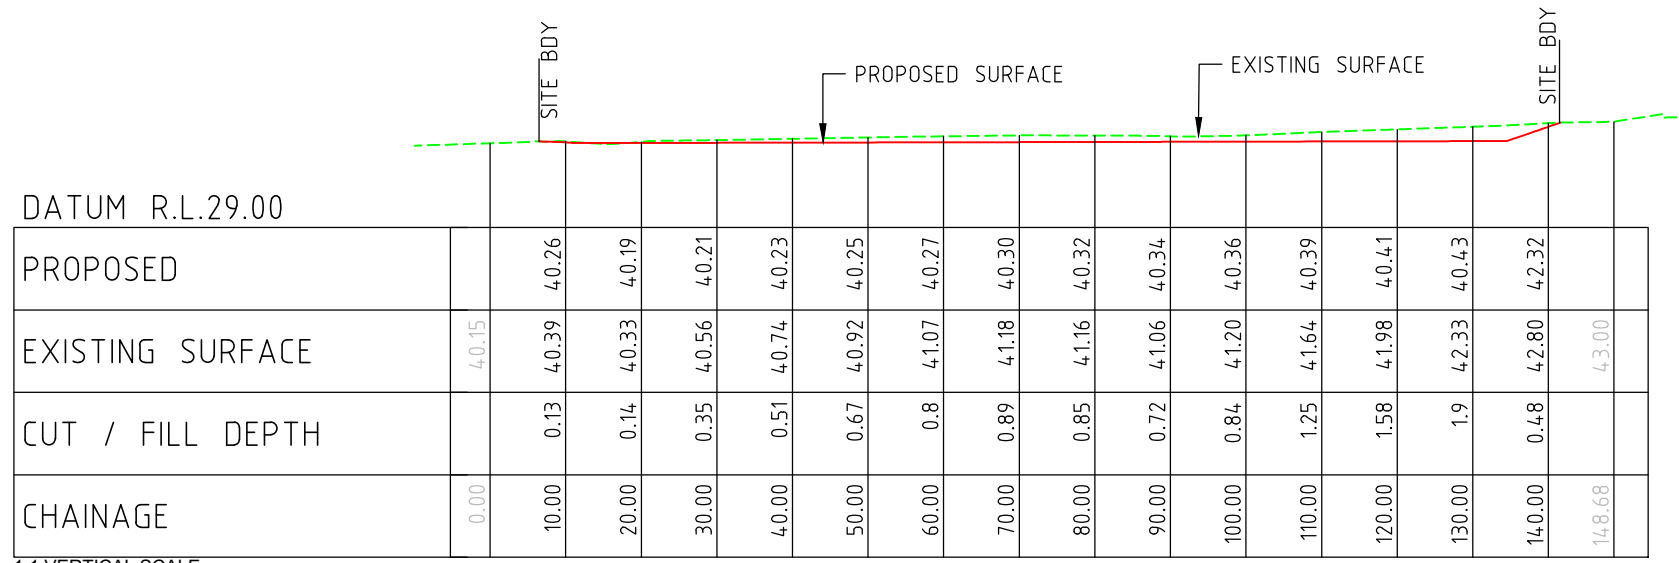 SITE BDY
PROPOSED SURFACE
EXISTING SURFACE
SITE BDY
DATUM R.L.29.00
PROPOSED 40.26 40.19 40.21 40.23 40.25 40.27 40.30 40.32 40.34 40.36 40.39 40.41 40.43 42.32
EXISTING SURFACE 40.15 40.39 40.33 40.56 40.74 40.92 41.07 41.18 41.16 41.06 41.20 41.64 41.98 42.33 42.80 43.00
CUT / FILL DEPTH 0.13 0.14 0.35 0.51 0.67 0.8 0.89 0.85 0.72 0.84 1.25 1.58 1.9 0.48
CHAINAGE 0.00 10.00 20.00 30.00 40.00 50.00 60.00 70.00 80.00 90.00 100.00 110.00 120.00 130.00 140.00 148.68
VERTICAL SCALE